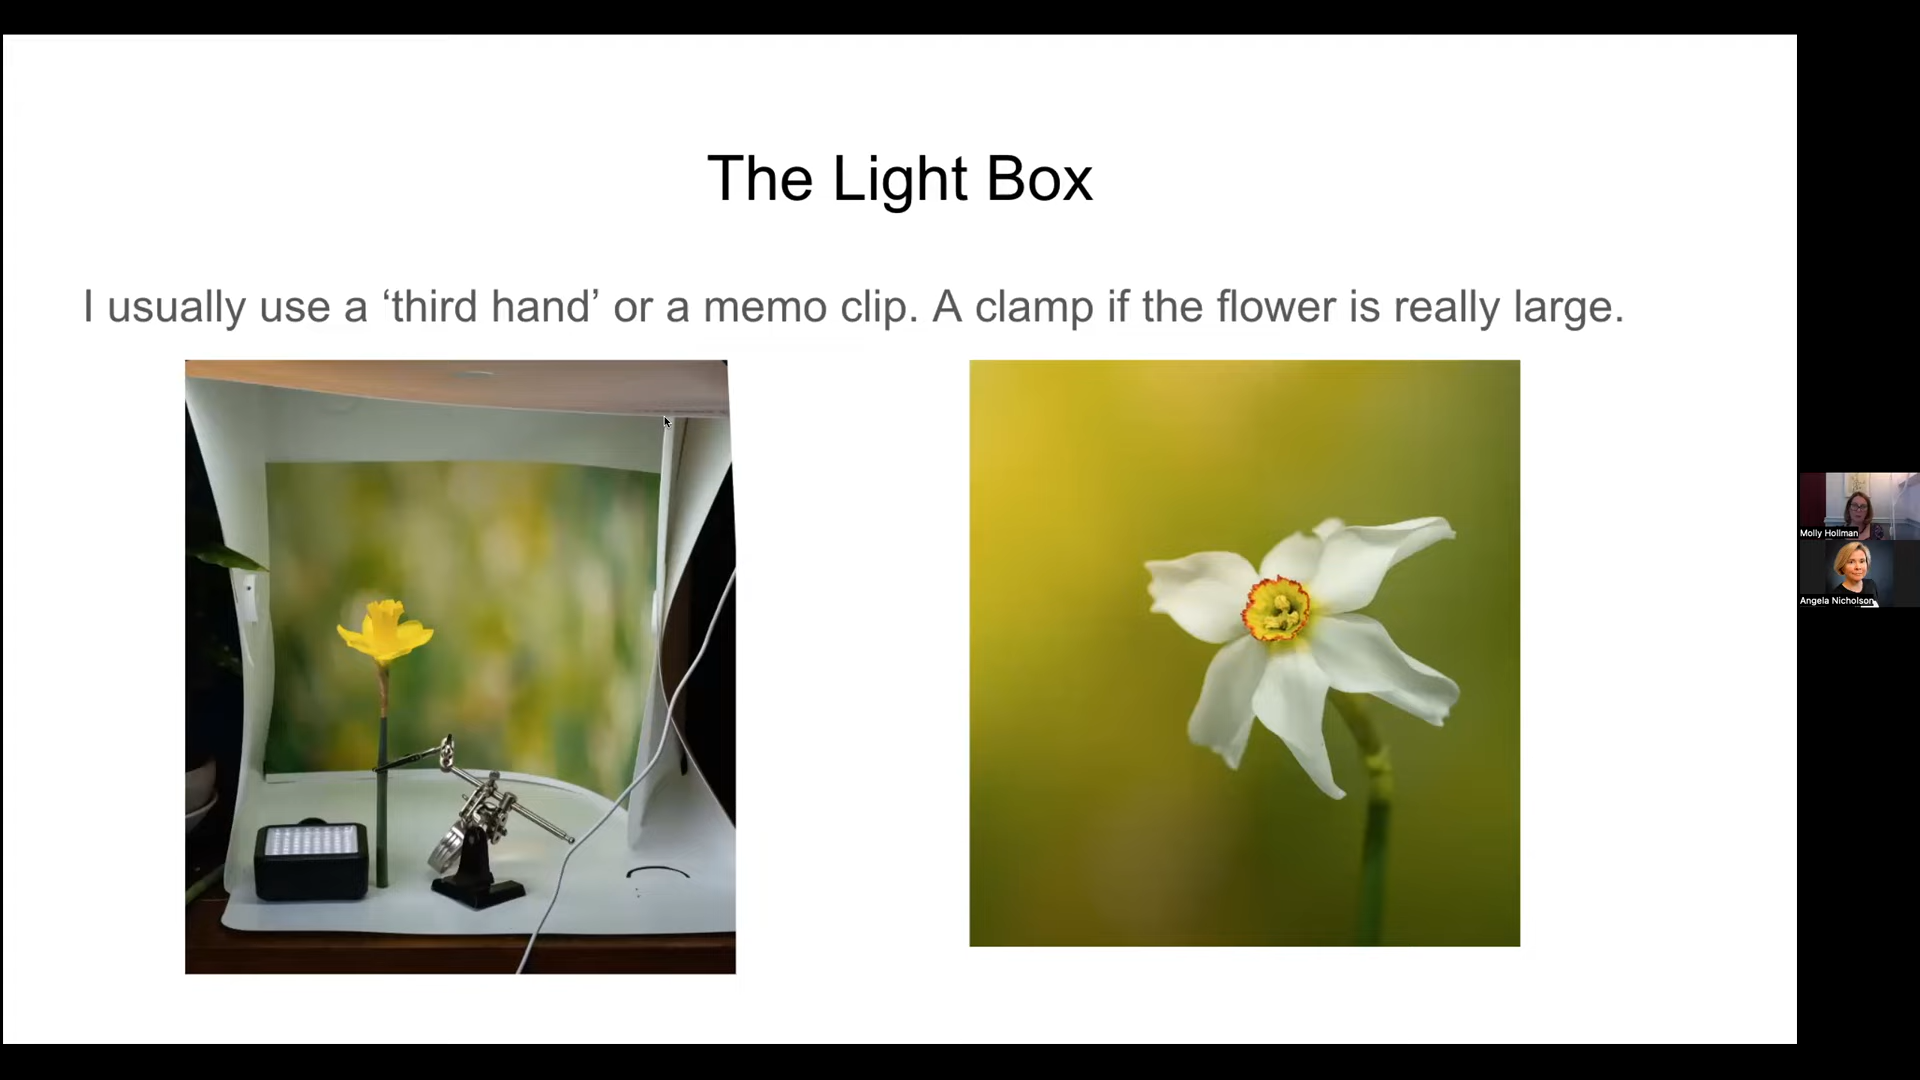 The Light Box
I usually use a ‘third hand’ or a memo clip. A clamp if the flower is really large.
Molly Hollman
Angela Nicholson